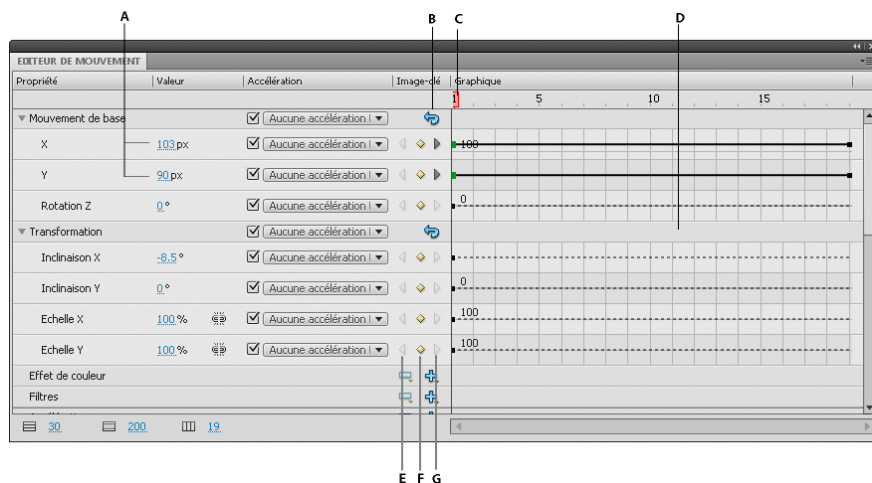 A B C D
EDITEUR DE MOUVEMENT
Propriété Valeur Accélération Image-clé Graphique
1 5 10 15
Mouvement de base Aucune accélération
X 103 px Aucune accélération 100
Y 90 px Aucune accélération
Rotation Z 0 ° Aucune accélération 0
Transformation Aucune accélération
Inclinaison X -8.5 ° Aucune accélération
Inclinaison Y 0 ° Aucune accélération 0
Echelle X 100 % Aucune accélération 100
Echelle Y 100 % Aucune accélération 100
Effet de couleur
Filtres
30 200 19
E F G